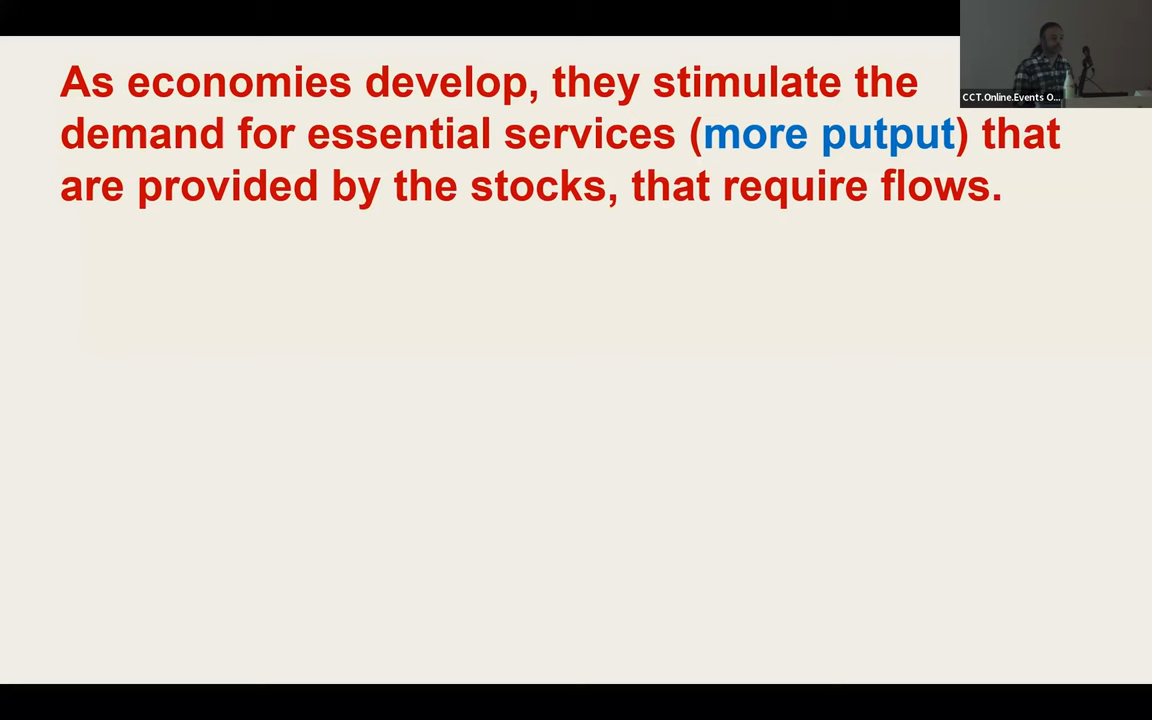 As economies develop, they stimulate the
demand for essential services (more putput) that
are provided by the stocks, that require flows.
CCT.Online.Events O...